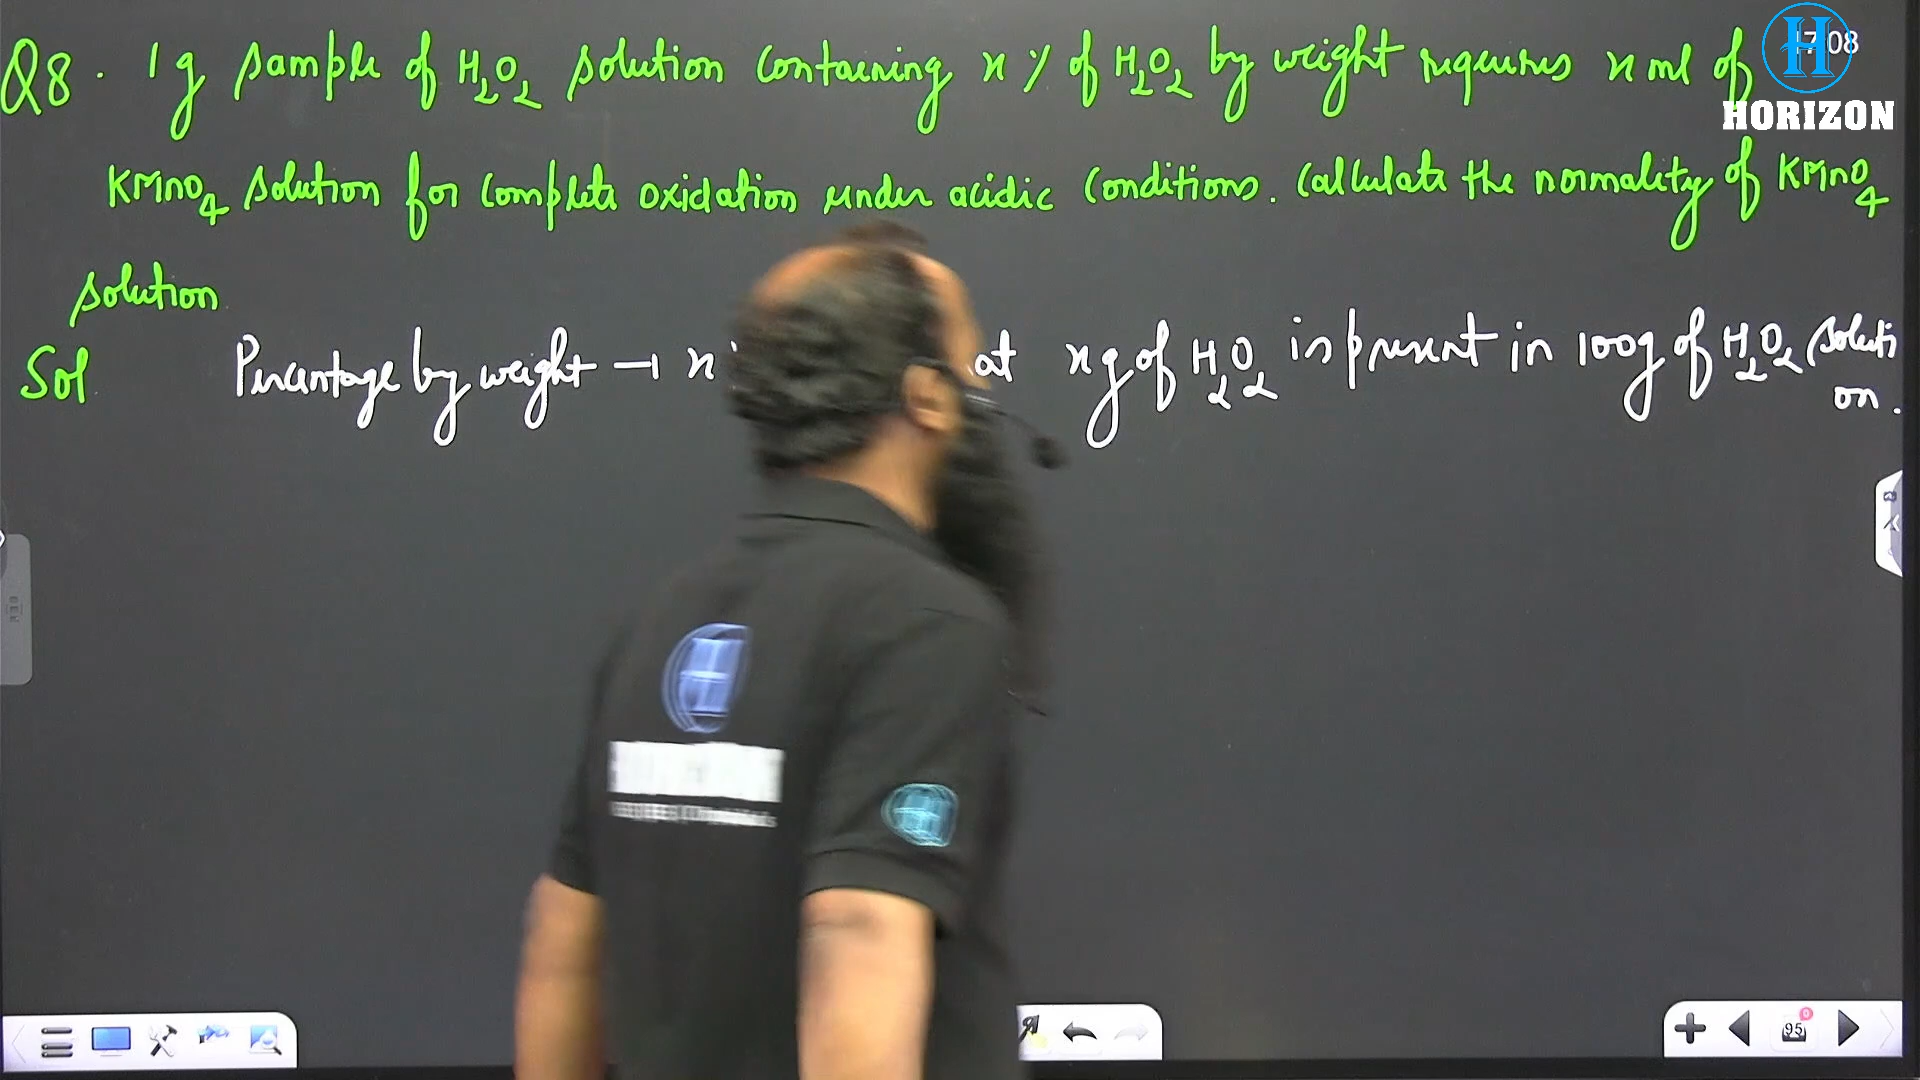 Q8. 1g sample of H2O2 solution containing x % of H2O2 by weight requires x ml of
KMnO4 solution for complete oxidation under acidic conditions. Calculate the normality of KMnO4
solution
Sol Percentage by weight → x at x g of H2O2 is present in 100g of H2O2 soluti
on.
HORIZON
95
0